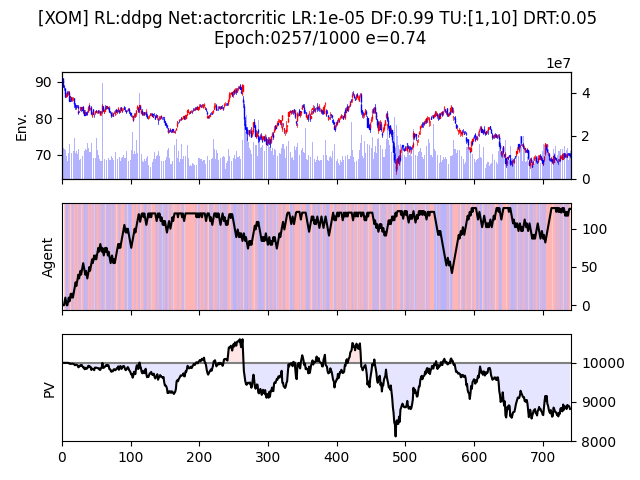 [XOM] RL:ddpg Net:actorcritic LR:1e-05 DF:0.99 TU:[1,10] DRT:0.05
Epoch:0257/1000 e=0.74
1e7
90
80
70
Env.
4
2
0
Agent
100
50
0
PV
10000
9000
8000
0 100 200 300 400 500 600 700